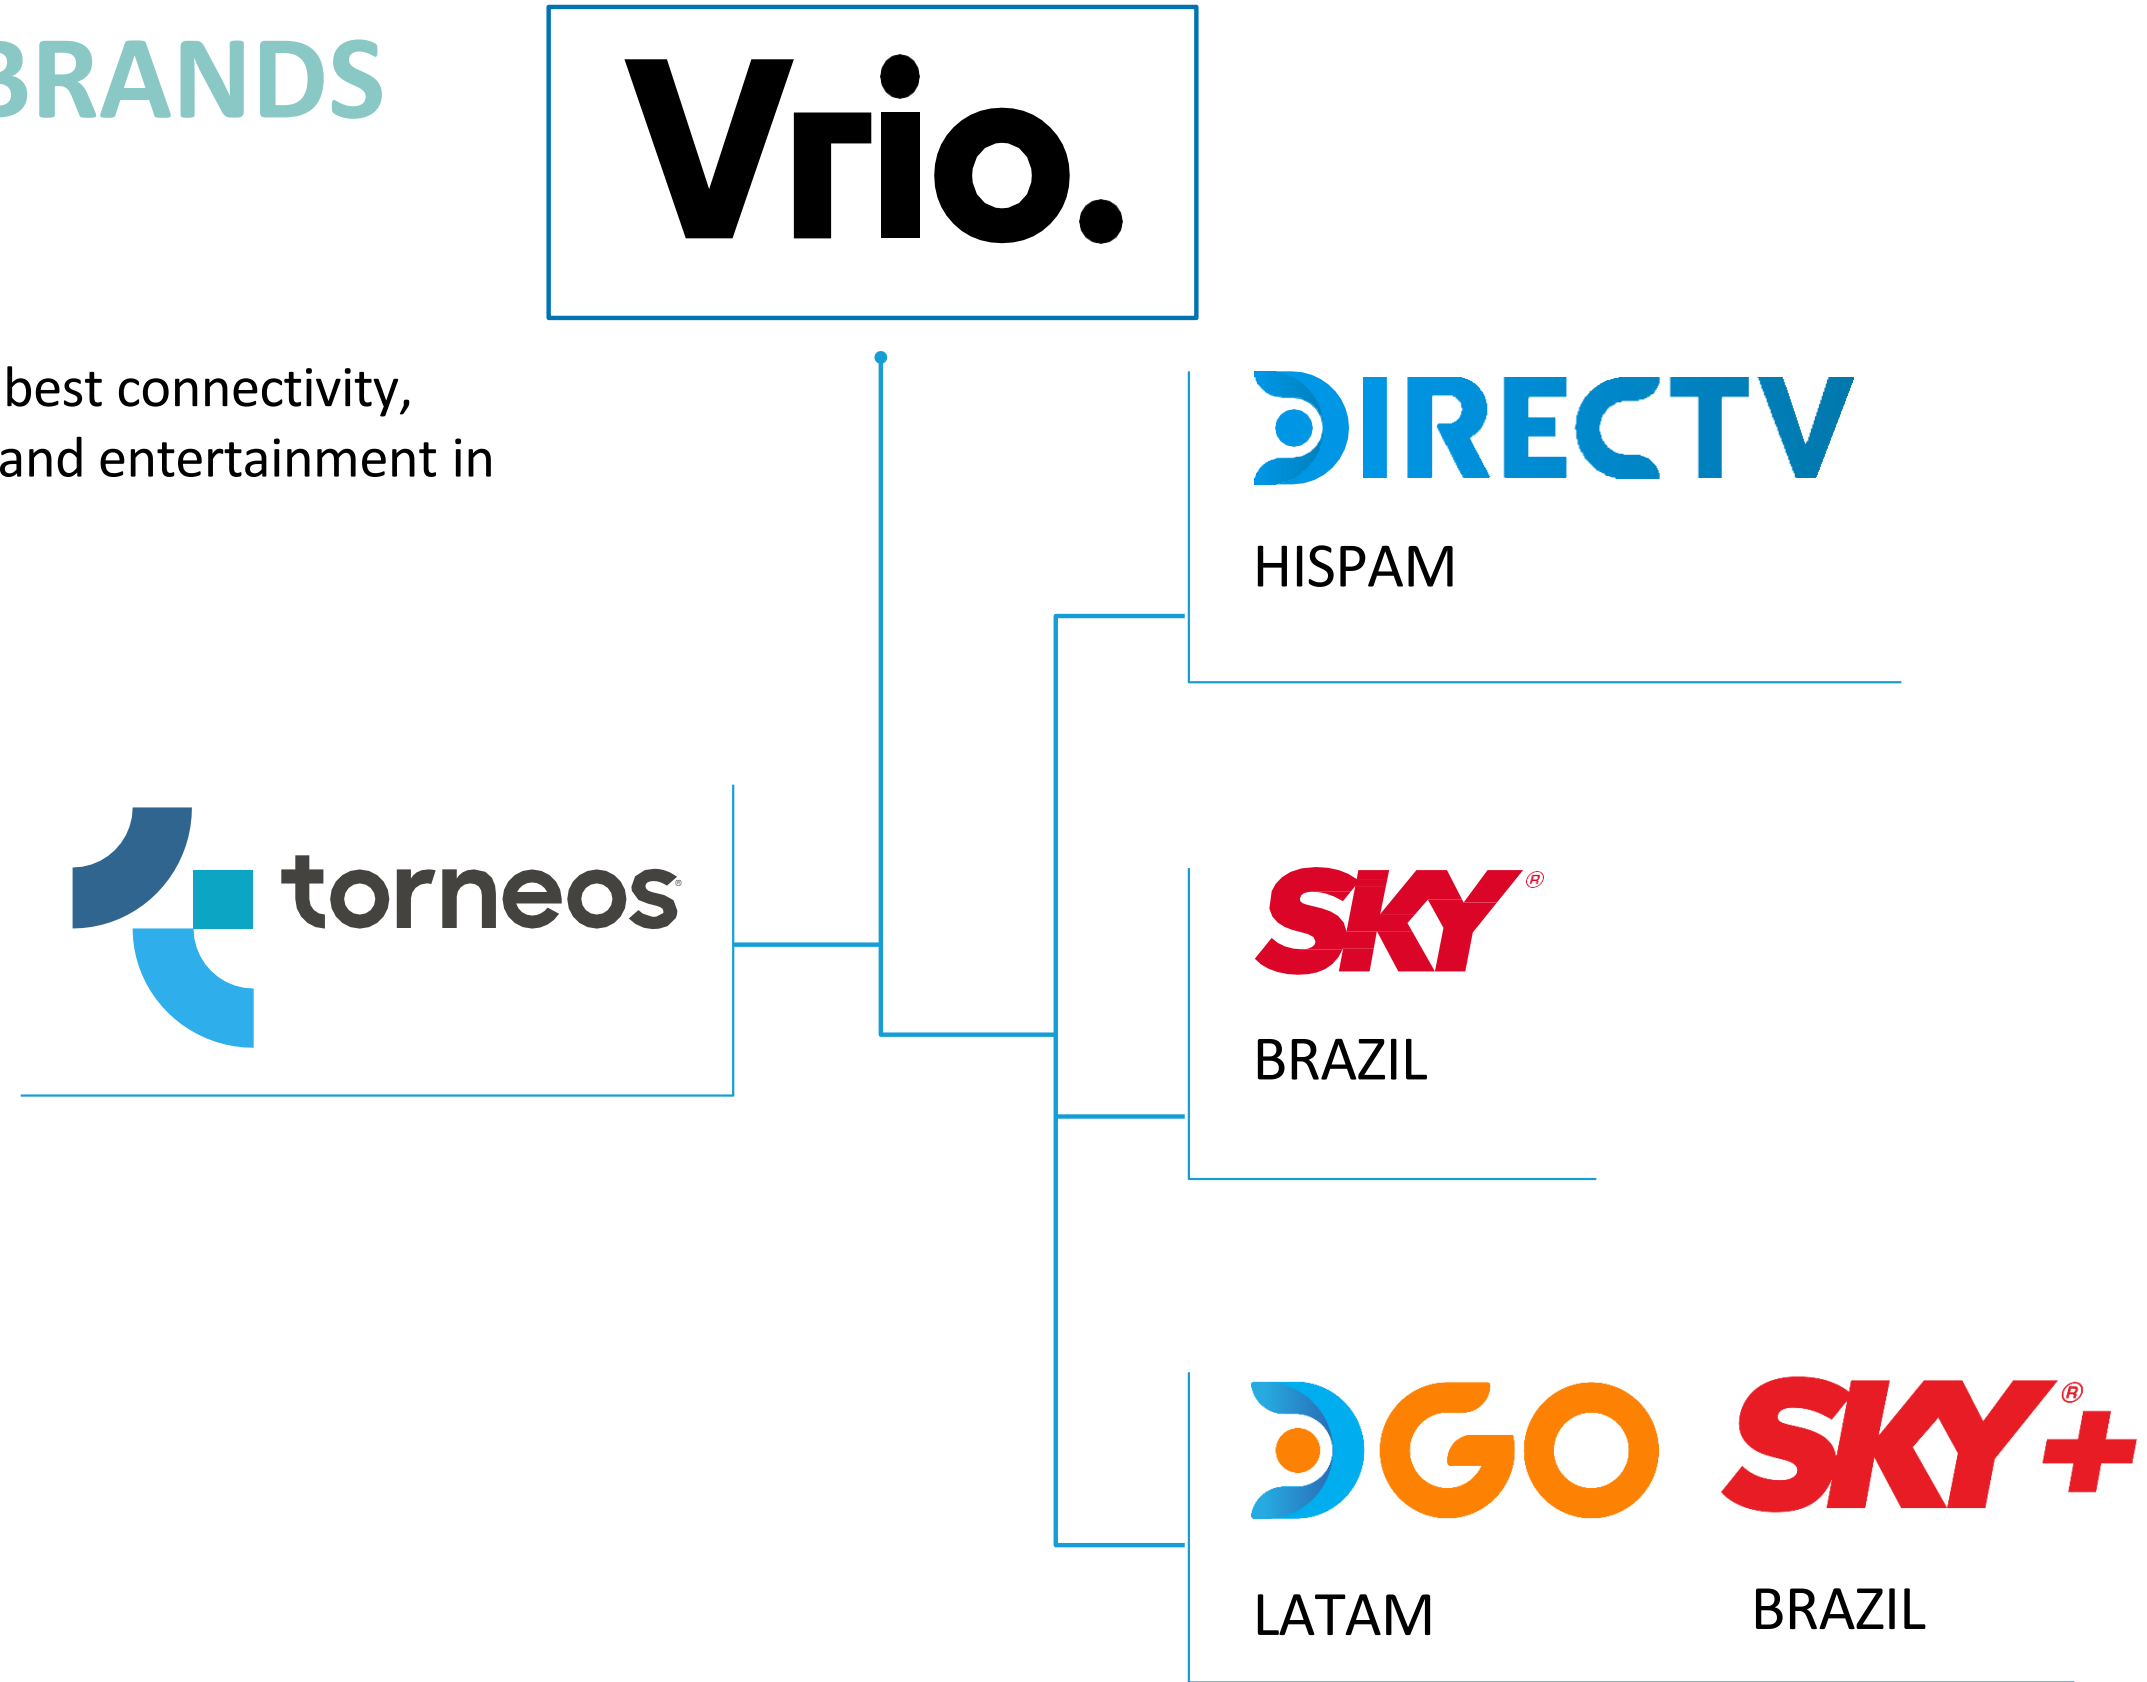 BRANDS
Vrio.
best connectivity,
and entertainment in
DIRECTV
HISPAM
torneos®
SKY®
BRAZIL
DGO SKY®+
LATAM BRAZIL